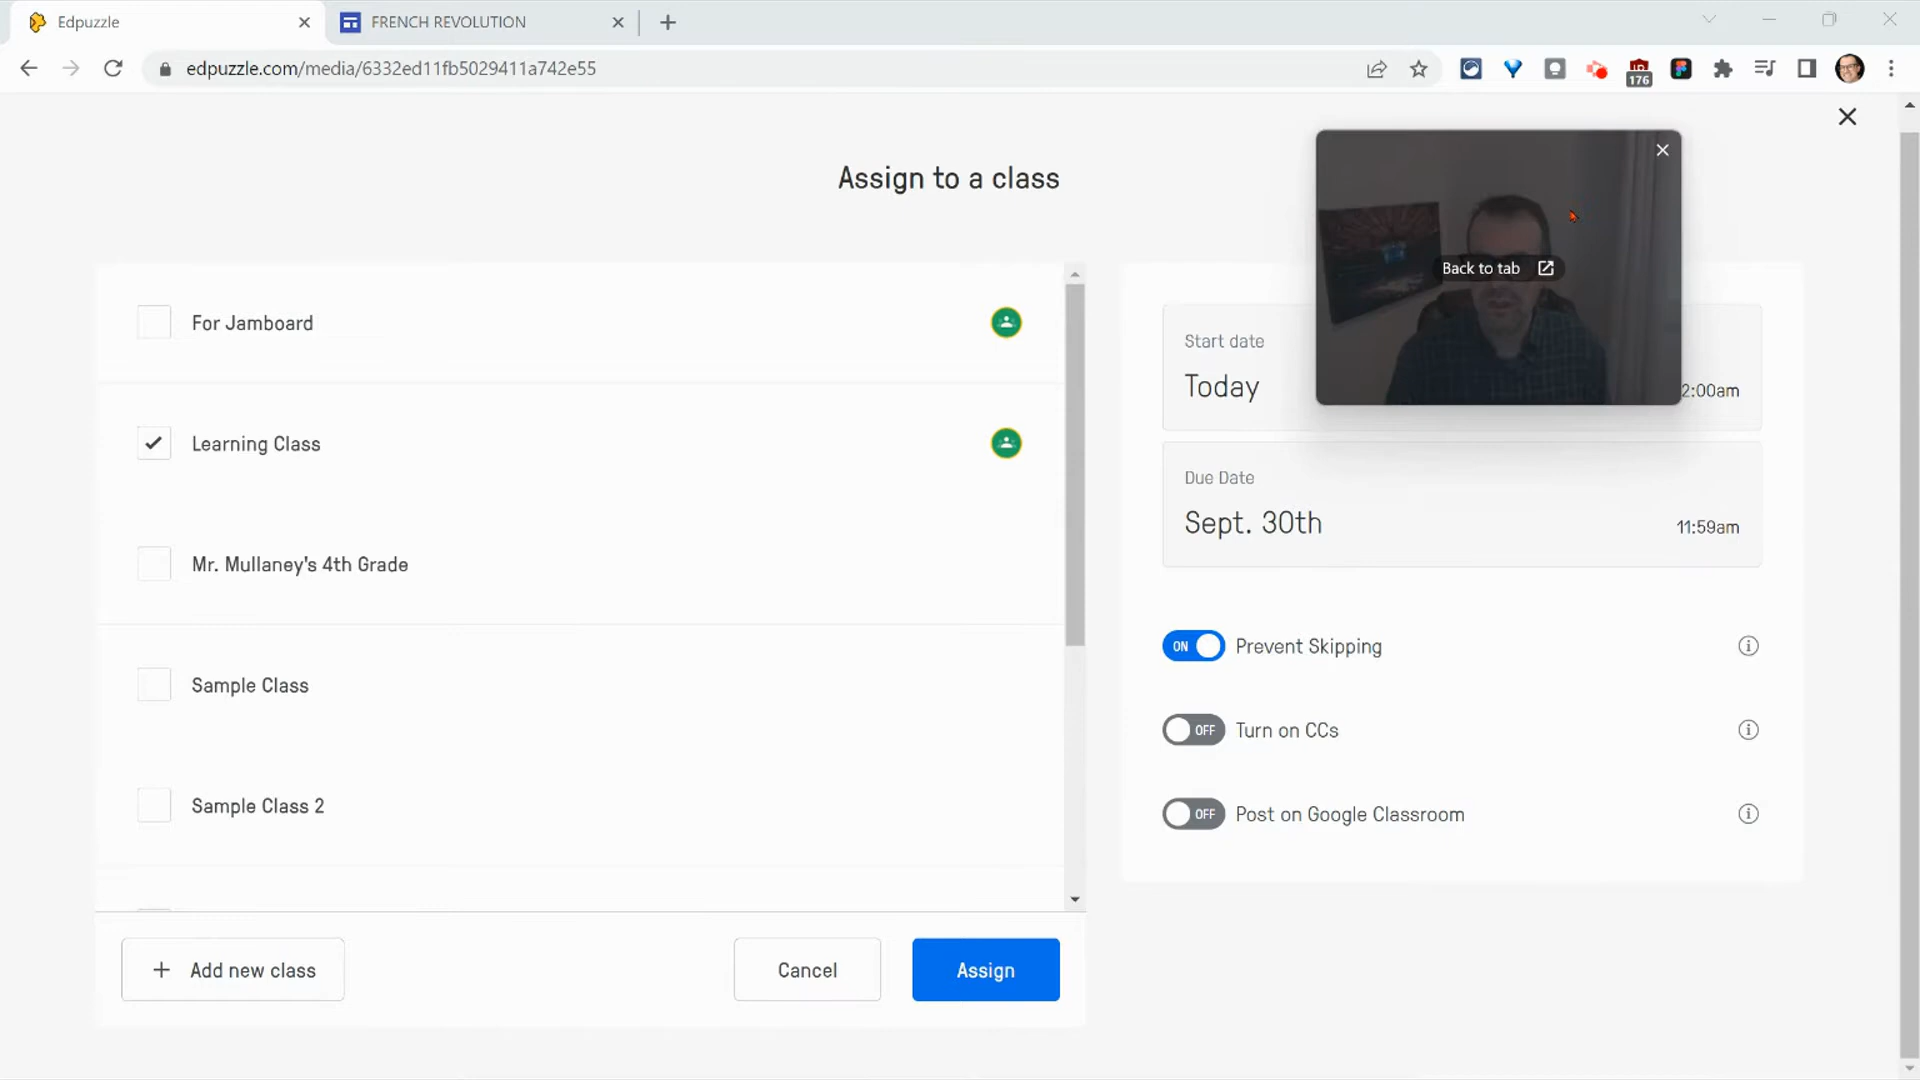 Edpuzzle
FRENCH REVOLUTION
edpuzzle.com/media/6332ed11fb5029411a742e55
176
Assign to a class
Back to tab
For Jamboard
Learning Class
Mr. Mullaney's 4th Grade
Sample Class
Sample Class 2
+ Add new class
Cancel
Assign
Start date
Today
2:00am
Due Date
Sept. 30th
11:59am
ON Prevent Skipping
OFF Turn on CCs
OFF Post on Google Classroom